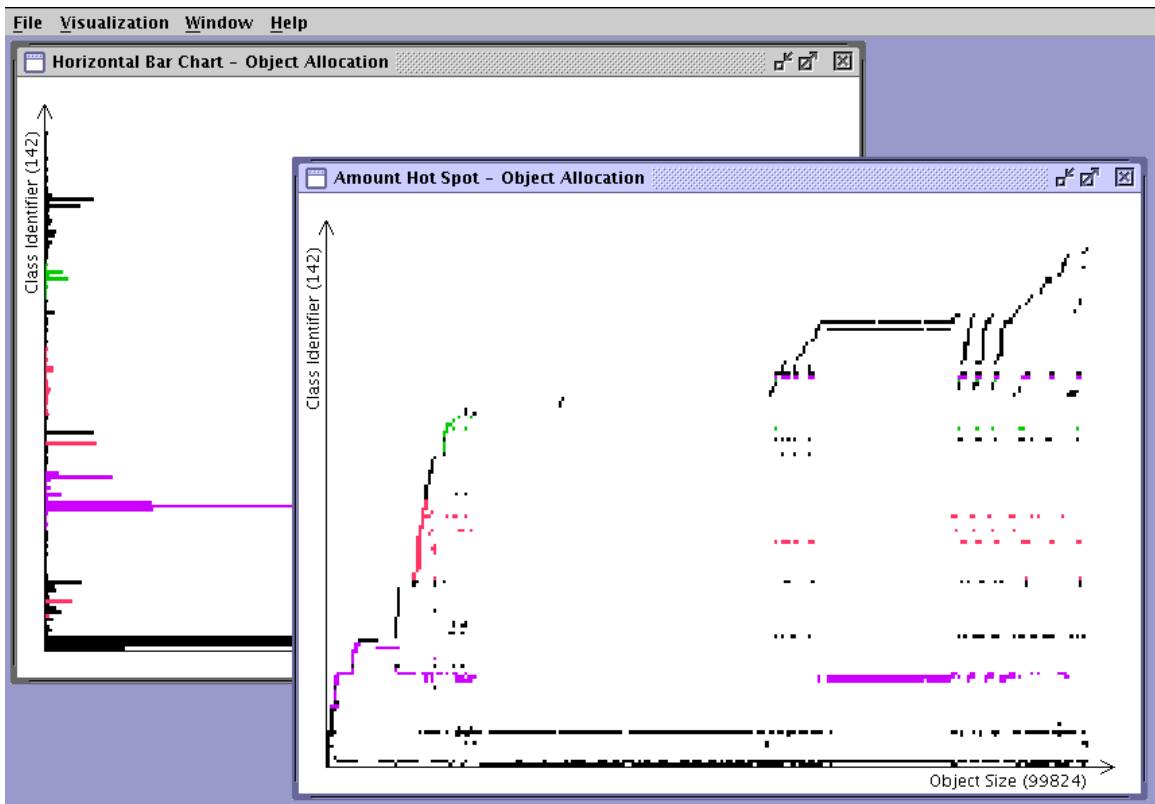 File Visualization Window Help
Horizontal Bar Chart – Object Allocation
Class Identifier (142)
Amount Hot Spot – Object Allocation
Class Identifier (142)
Object Size (99824)